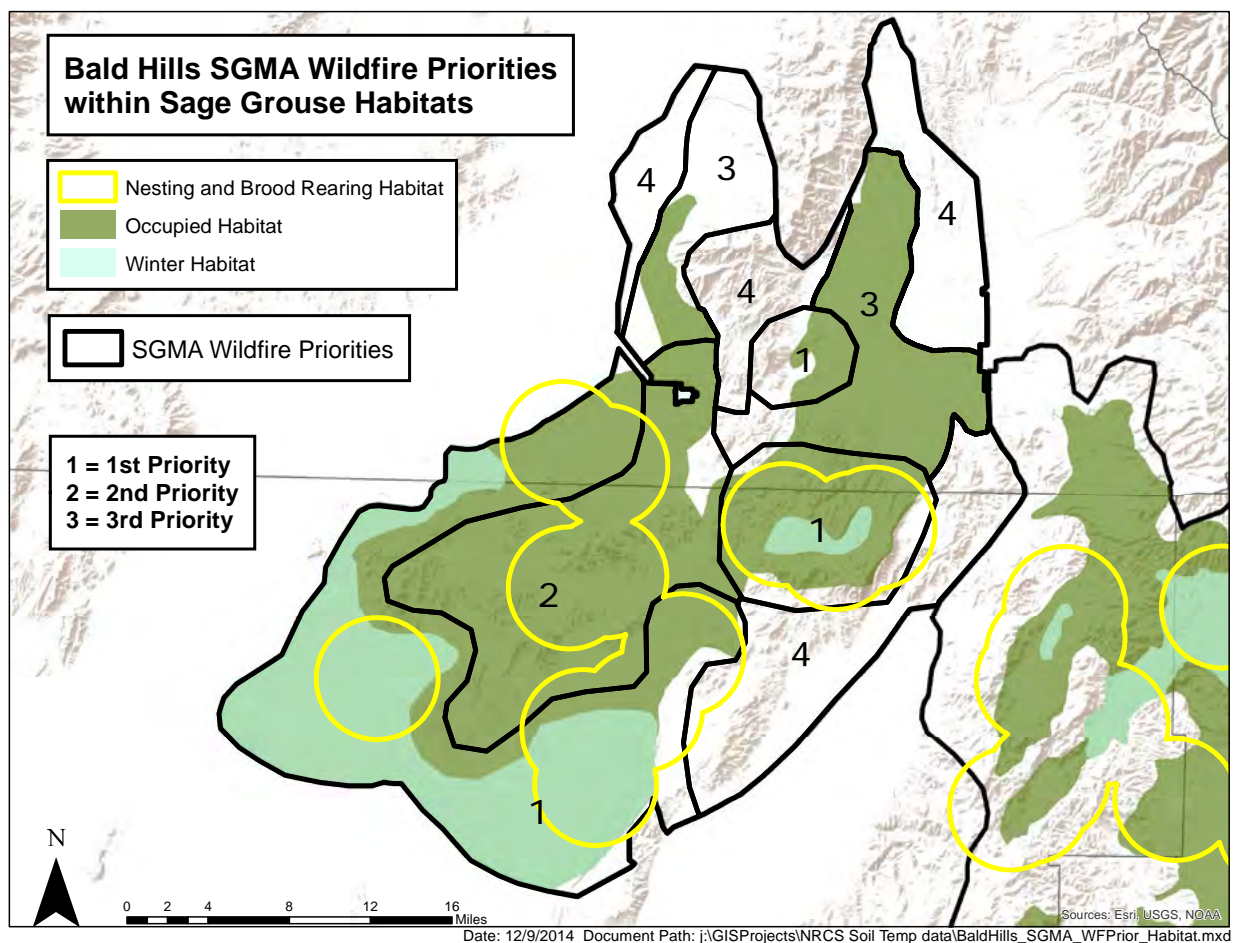 Bald Hills SGMA Wildfire Priorities
within Sage Grouse Habitats
Nesting and Brood Rearing Habitat
Occupied Habitat
Winter Habitat
SGMA Wildfire Priorities
1 = 1st Priority
2 = 2nd Priority
3 = 3rd Priority
4
3
4
4
3
1
1
2
4
1
N
0 2 4 8 12 16
Miles
Sources: Esri, USGS, NOAA
Date: 12/9/2014 Document Path: j:\GISProjects\NRCS Soil Temp data\BaldHills_SGMA_WFPrior_Habitat.mxd